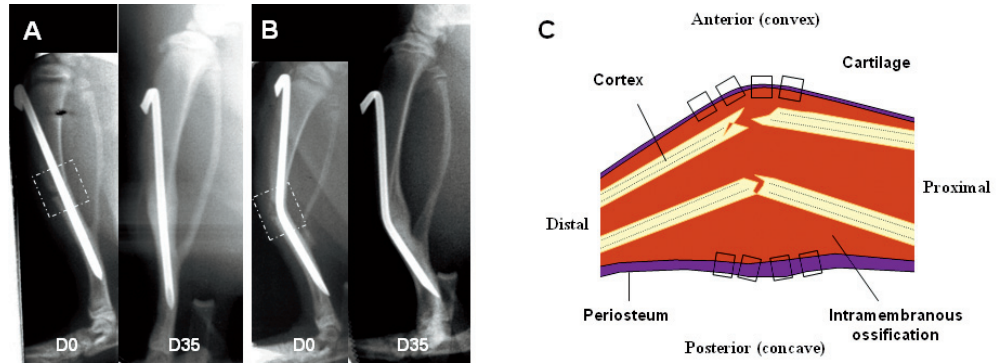 A
B
C
D0
D35
D0
D35
Anterior (convex)
Cartilage
Cortex
Proximal
Distal
Periosteum
Intramembranous
ossification
Posterior (concave)